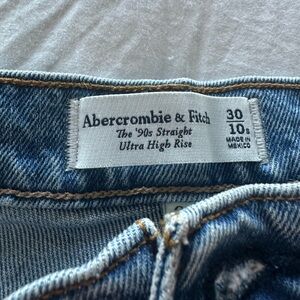 Abercrombie & Fitch
The '90s Straight
Ultra High Rise
30
10s
MADE IN
MEXICO